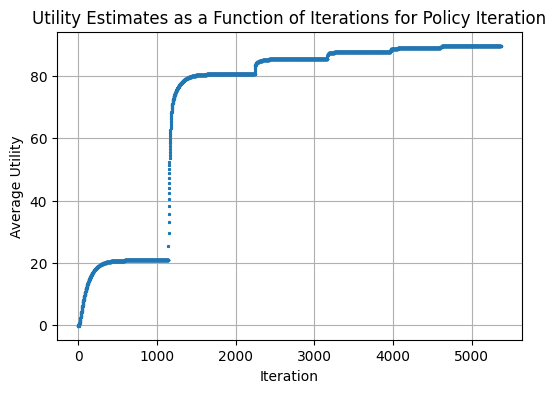 Utility Estimates as a Function of Iterations for Policy Iteration
80
60
40
20
0
Average Utility
0 1000 2000 3000 4000 5000
Iteration